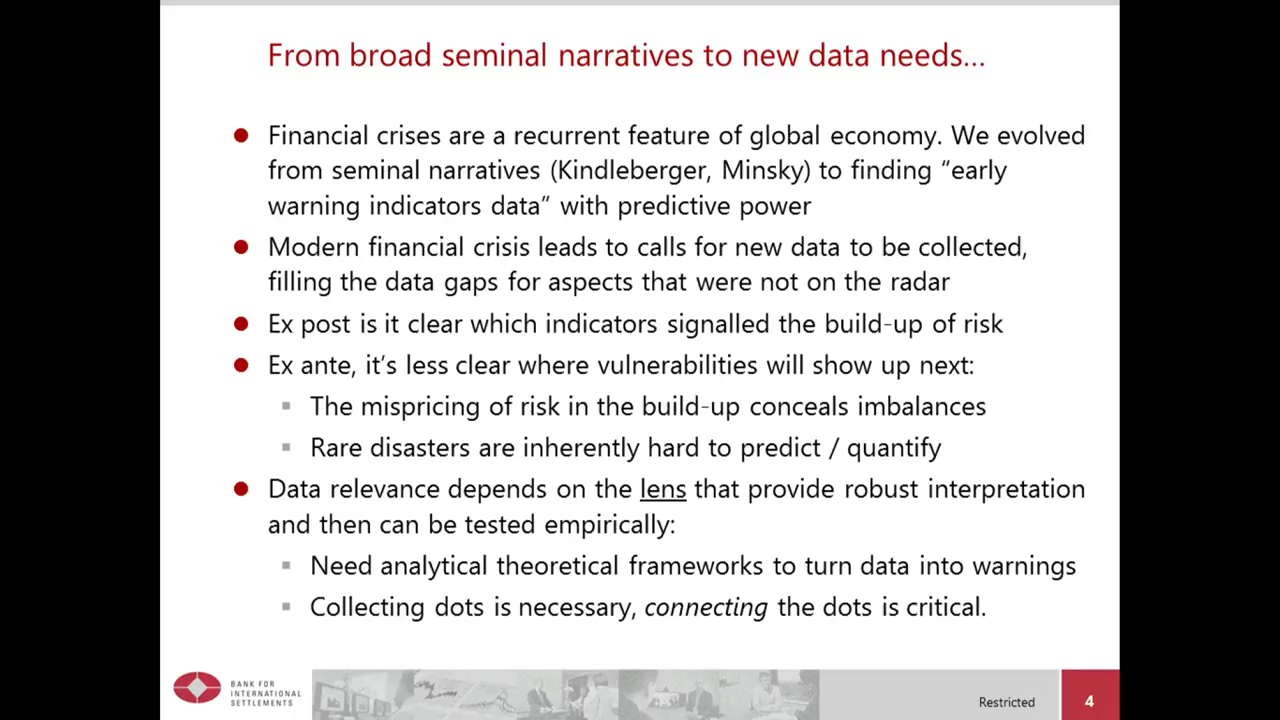 From broad seminal narratives to new data needs...
Financial crises are a recurrent feature of global economy. We evolved
from seminal narratives (Kindleberger, Minsky) to finding “early
warning indicators data” with predictive power
Modern financial crisis leads to calls for new data to be collected,
filling the data gaps for aspects that were not on the radar
Ex post is it clear which indicators signalled the build-up of risk
Ex ante, it’s less clear where vulnerabilities will show up next:
The mispricing of risk in the build-up conceals imbalances
Rare disasters are inherently hard to predict / quantify
Data relevance depends on the lens that provide robust interpretation
and then can be tested empirically:
Need analytical theoretical frameworks to turn data into warnings
Collecting dots is necessary, connecting the dots is critical.
BANK FOR
INTERNATIONAL
SETTLEMENTS
Restricted
4